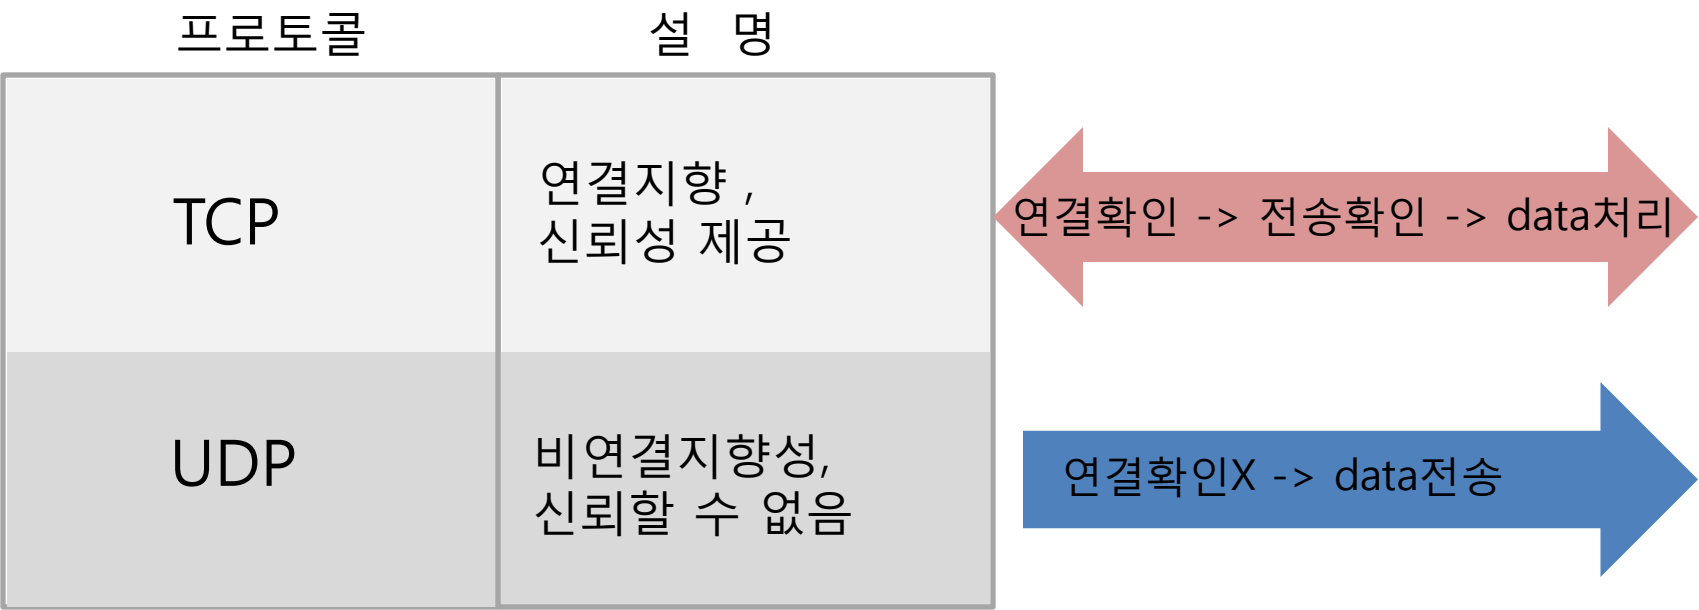 프로토콜 설 명
TCP
연결지향 ,
신뢰성 제공
연결확인 -> 전송확인 -> data처리
UDP
비연결지향성,
신뢰할 수 없음
연결확인X -> data전송